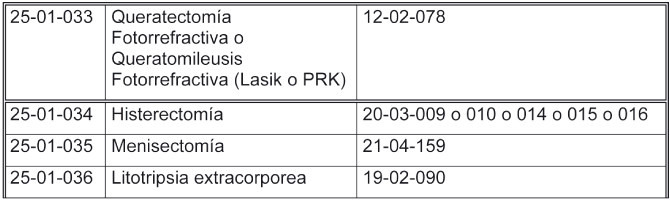 25-01-033 Queratectomía 12-02-078
Fotorrefractiva o
Queratomileusis
Fotorrefractiva (Lasik o PRK)
25-01-034 Histerectomía 20-03-009 o 010 o 014 o 015 o 016
25-01-035 Menisectomía 21-04-159
25-01-036 Litotripsia extracorporea 19-02-090